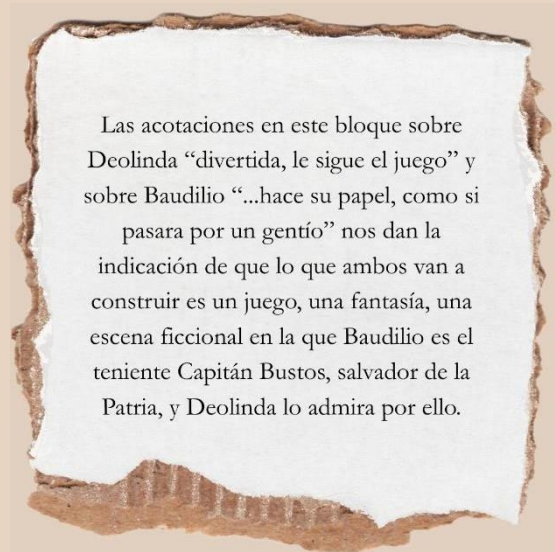 Las acotaciones en este bloque sobre
Deolinda “divertida, le sigue el juego” y
sobre Baudilio “...hace su papel, como si
pasara por un gentío” nos dan la
indicación de que lo que ambos van a
construir es un juego, una fantasía, una
escena ficcional en la que Baudilio es el
teniente Capitán Bustos, salvador de la
Patria, y Deolinda lo admira por ello.